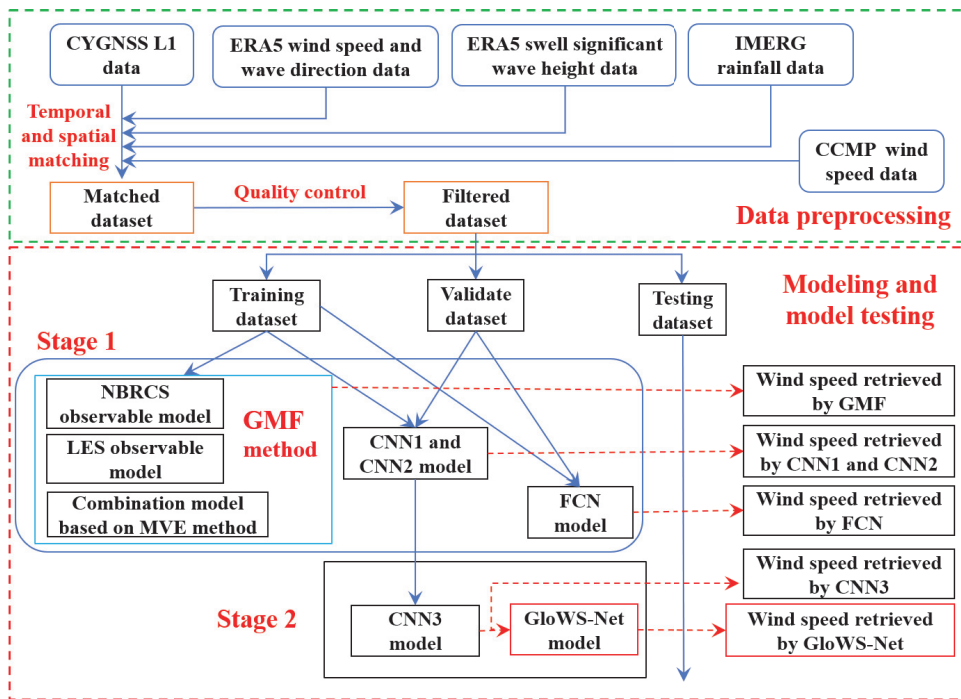 CYGNSS L1
data
ERA5 wind speed and
wave direction data
ERA5 swell significant
wave height data
IMERG
rainfall data
Temporal
and spatial
matching
CCMP wind
speed data
Matched
dataset
Quality control
Filtered
dataset
Data preprocessing
Training
dataset
Validate
dataset
Testing
dataset
Modeling and
model testing
Stage 1
NBRCS
observable model
LES observable
model
Combination model
based on MVE method
GMF
method
CNN1 and
CNN2 model
FCN
model
Wind speed retrieved
by GMF
Wind speed retrieved
by CNN1 and CNN2
Wind speed retrieved
by FCN
Stage 2
CNN3
model
GloWS-Net
model
Wind speed retrieved
by CNN3
Wind speed retrieved
by GloWS-Net